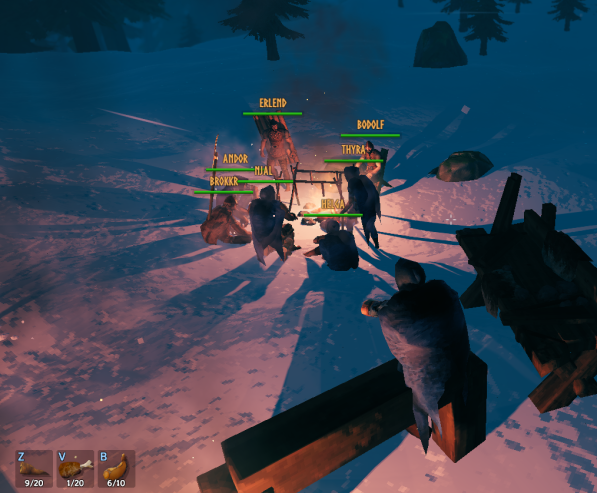 ERLEND
BODOLF
THYRA
ANDOR
NJAL
BROKKR
HELGA
Z V B
9/20 1/20 6/10